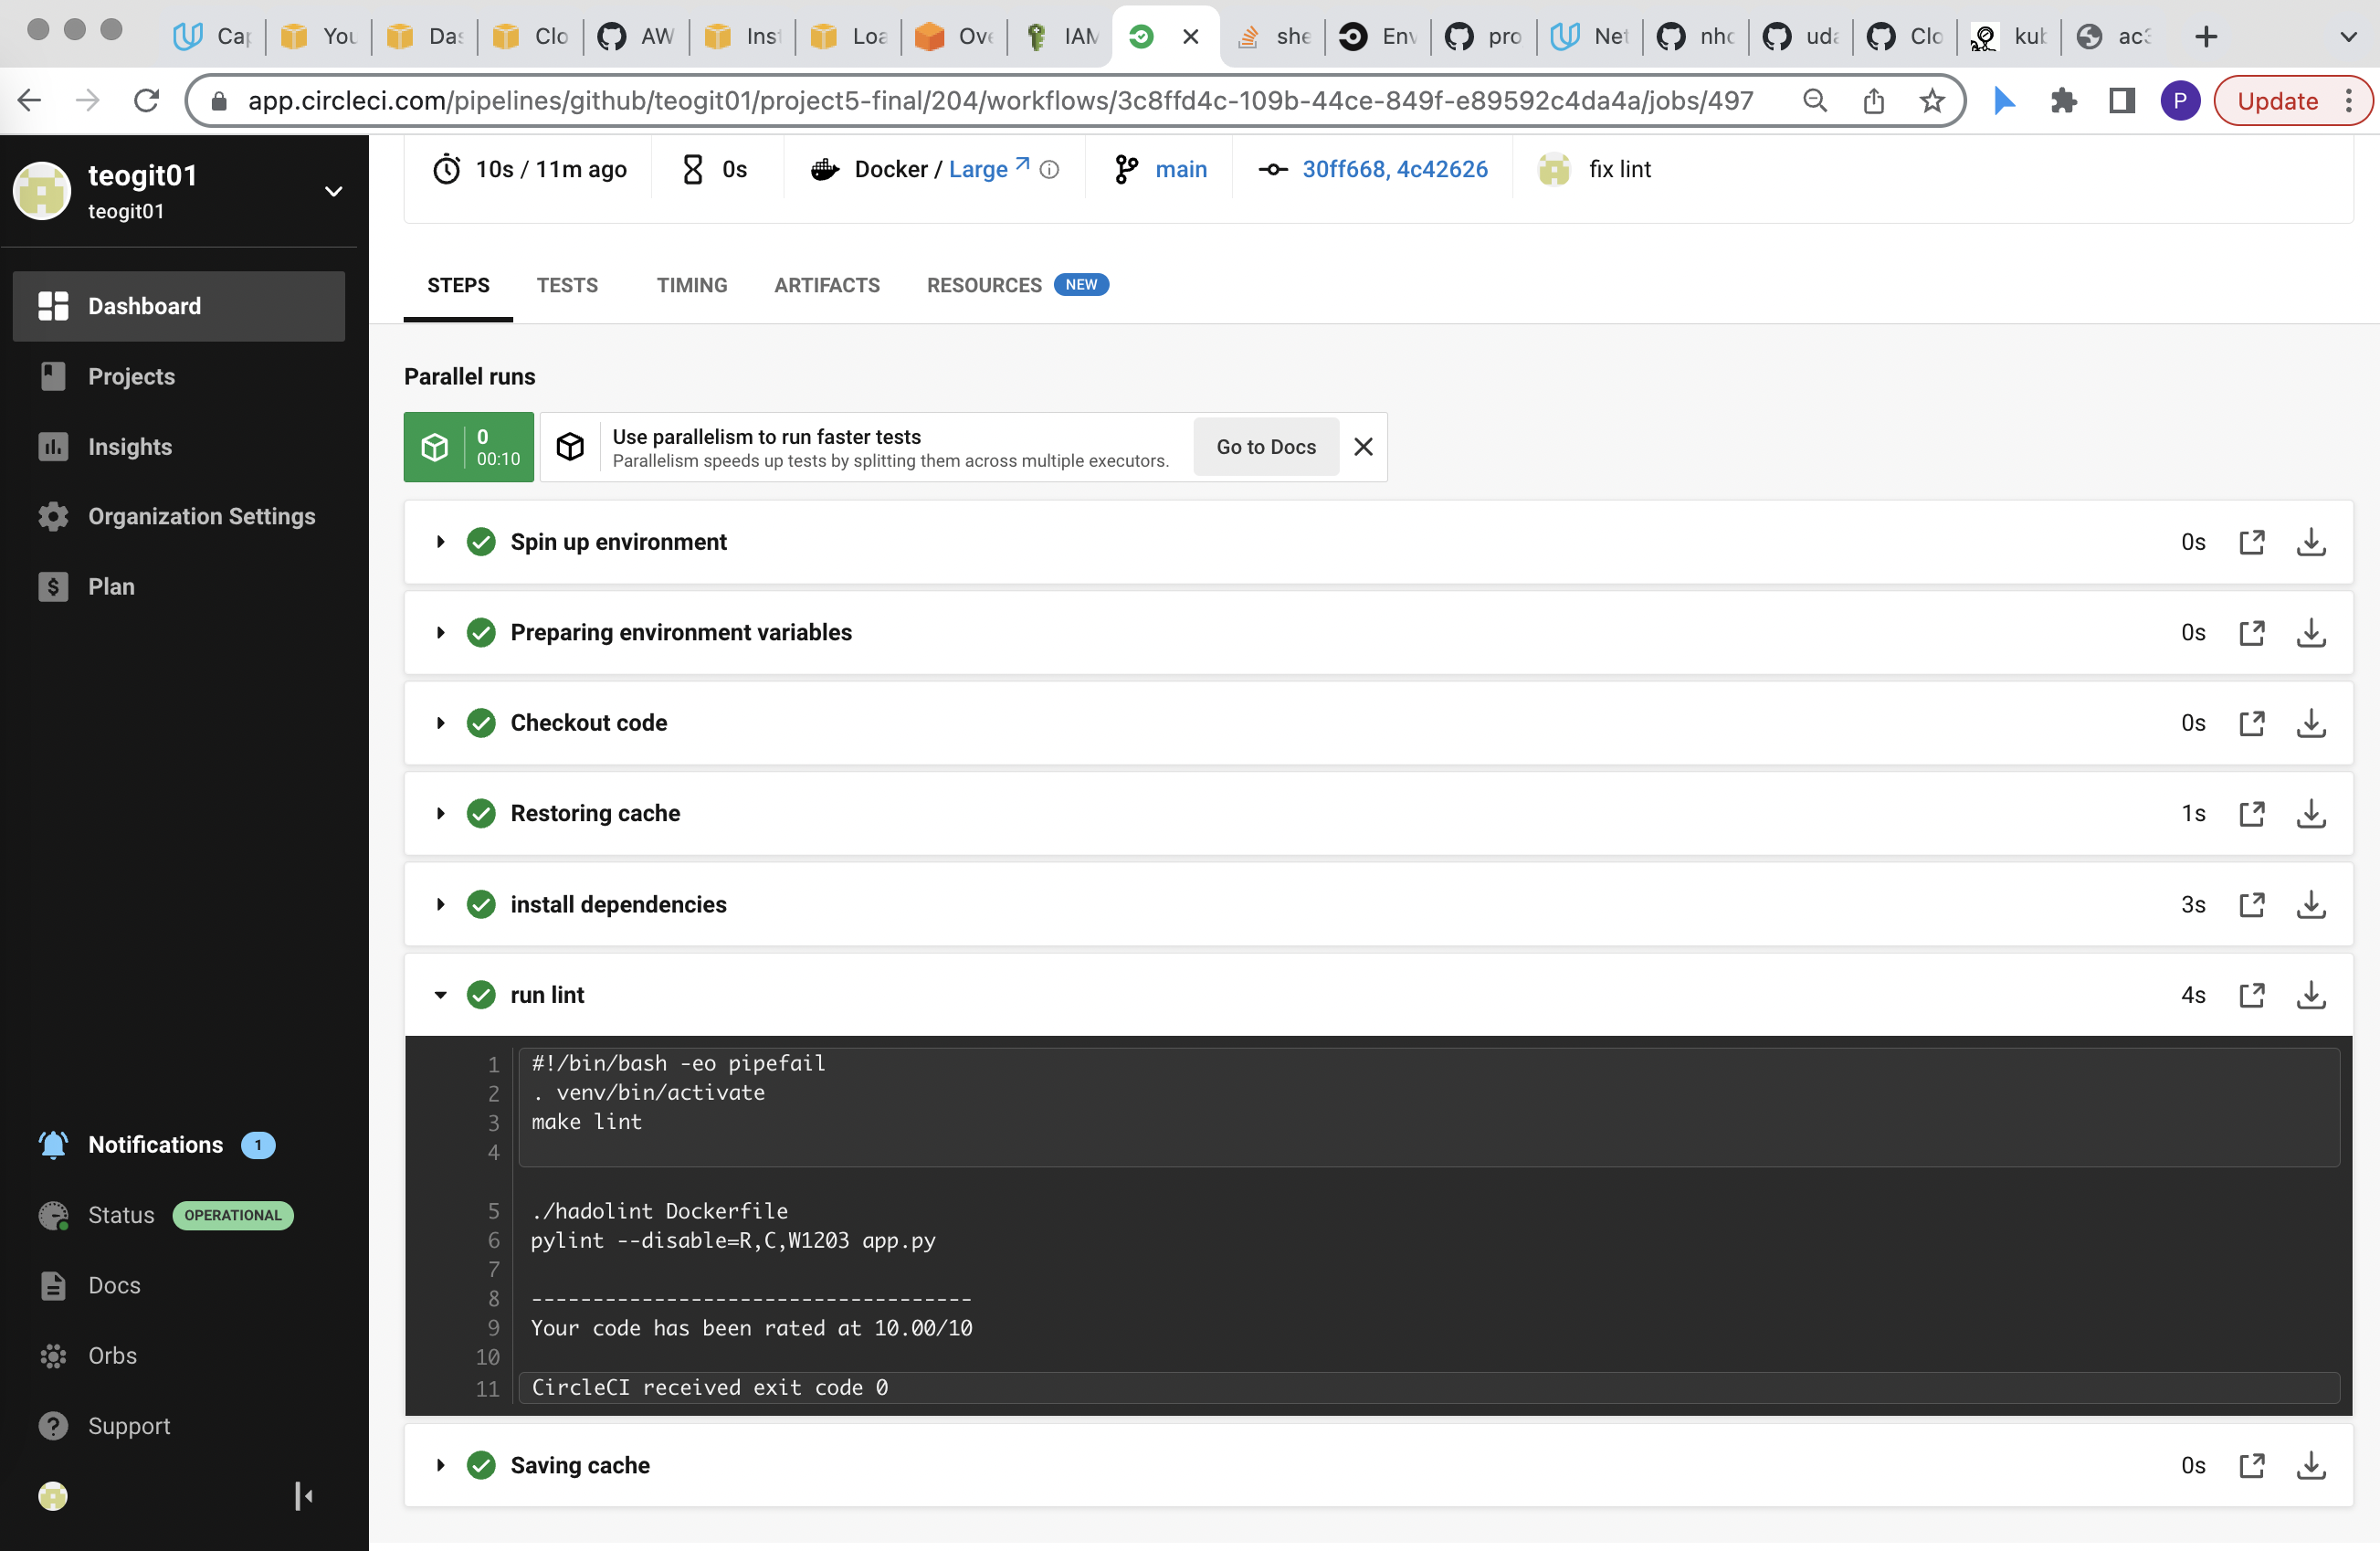 Cap
You
Das
Clo
AW
Inst
Loa
Ove
IAM
she
Env
pro
Net
nho
uda
Clo
kub
ac3
app.circleci.com/pipelines/github/teogit01/project5-final/204/workflows/3c8ffd4c-109b-44ce-849f-e89592c4da4a/jobs/497
P
Update
teogit01
teogit01
Dashboard
Projects
Insights
Organization Settings
Plan
Notifications 1
Status OPERATIONAL
Docs
Orbs
Support
10s / 11m ago
0s
Docker / Large
main
30ff668, 4c42626
fix lint
STEPS
TESTS
TIMING
ARTIFACTS
RESOURCES NEW
Parallel runs
0
00:10
Use parallelism to run faster tests
Parallelism speeds up tests by splitting them across multiple executors.
Go to Docs
Spin up environment 0s
Preparing environment variables 0s
Checkout code 0s
Restoring cache 1s
install dependencies 3s
run lint 4s
1 #!/bin/bash -eo pipefail
2 . venv/bin/activate
3 make lint
4
5 ./hadolint Dockerfile
6 pylint --disable=R,C,W1203 app.py
7
8 ------------------------------------
9 Your code has been rated at 10.00/10
10
11 CircleCI received exit code 0
Saving cache 0s